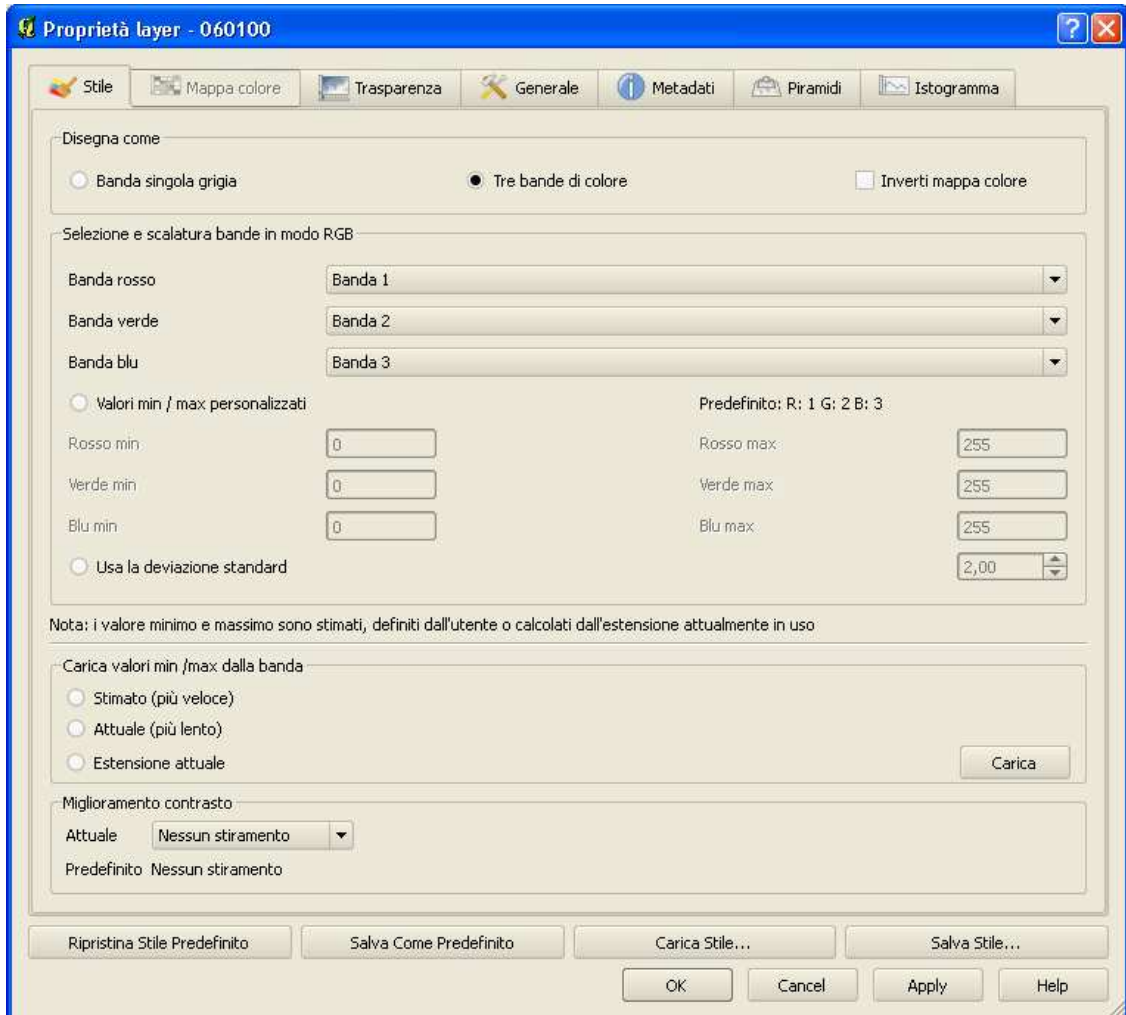 Proprietà layer - 060100
Stile Mappa colore Trasparenza Generale Metadati Piramidi Istogramma
Disegna come
Banda singola grigia Tre bande di colore Inverti mappa colore
Selezione e scalatura bande in modo RGB
Banda rosso Banda 1
Banda verde Banda 2
Banda blu Banda 3
Valori min / max personalizzati Predefinito: R: 1 G: 2 B: 3
Rosso min 0 Rosso max 255
Verde min 0 Verde max 255
Blu min 0 Blu max 255
Usa la deviazione standard 2,00
Nota: i valore minimo e massimo sono stimati, definiti dall'utente o calcolati dall'estensione attualmente in uso
Carica valori min /max dalla banda
Stimato (più veloce)
Attuale (più lento)
Estensione attuale Carica
Miglioramento contrasto
Attuale Nessun stiramento
Predefinito Nessun stiramento
Ripristina Stile Predefinito Salva Come Predefinito Carica Stile... Salva Stile...
OK Cancel Apply Help